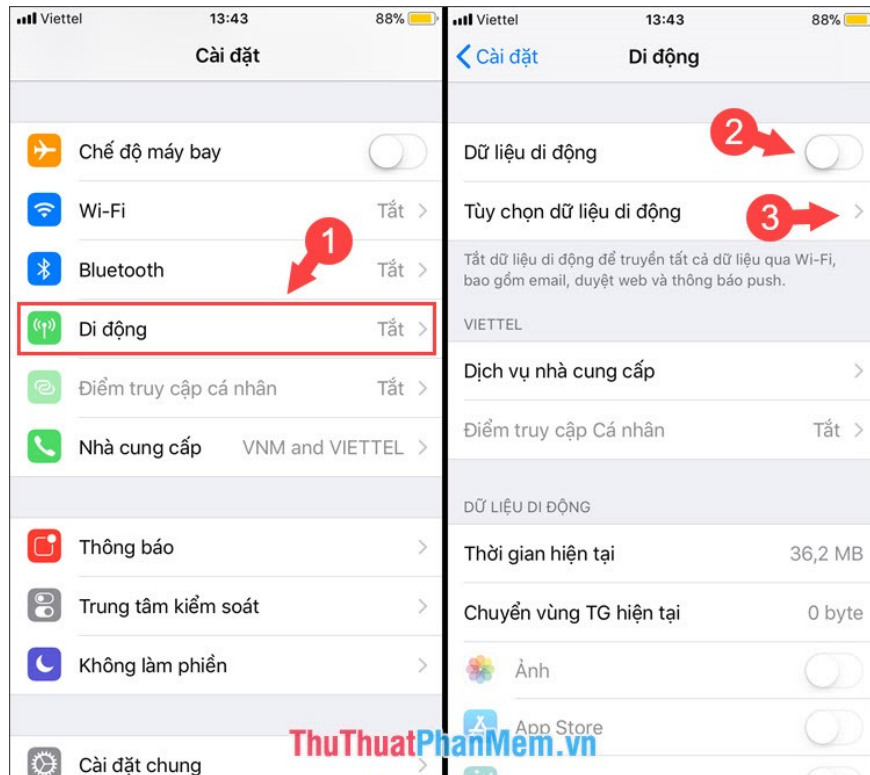 Viettel 13:43 88%
Cài đặt
Chế độ máy bay
Wi-Fi Tắt
1
Bluetooth Tắt
Di động Tắt
Điểm truy cập cá nhân Tắt
Nhà cung cấp VNM and VIETTEL
Thông báo
Trung tâm kiểm soát
Không làm phiền
Cài đặt chung
Viettel 13:43 88%
Cài đặt Di động
2
Dữ liệu di động
Tùy chọn dữ liệu di động 3
Tắt dữ liệu di động để truyền tất cả dữ liệu qua Wi-Fi,
bao gồm email, duyệt web và thông báo push.
VIETTEL
Dịch vụ nhà cung cấp
Điểm truy cập Cá nhân Tắt
DỮ LIỆU DI ĐỘNG
Thời gian hiện tại 36,2 MB
Chuyển vùng TG hiện tại 0 byte
Ảnh
App Store
ThuThuatPhanMem.vn